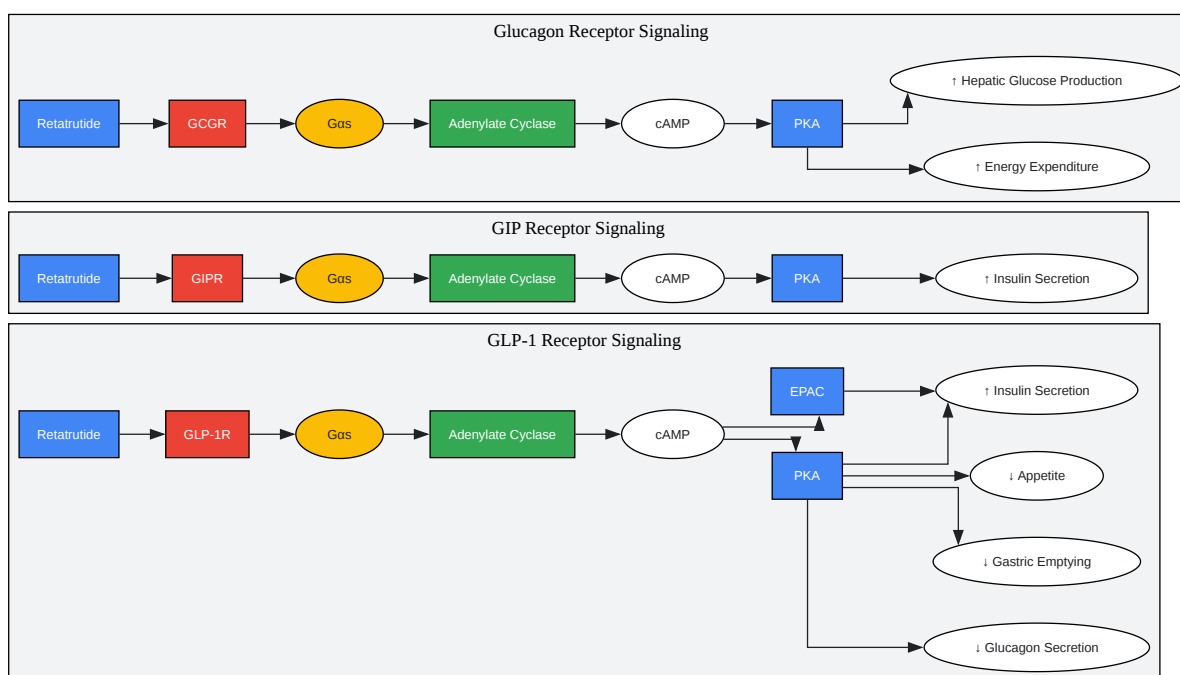 Glucagon Receptor Signaling
↑ Hepatic Glucose Production
Retatrutide
GCGR
Gαs
Adenylate Cyclase
cAMP
PKA
↑ Energy Expenditure
GIP Receptor Signaling
Retatrutide
GIPR
Gαs
Adenylate Cyclase
cAMP
PKA
↑ Insulin Secretion
GLP-1 Receptor Signaling
EPAC
↑ Insulin Secretion
Retatrutide
GLP-1R
Gαs
Adenylate Cyclase
cAMP
PKA
↓ Appetite
↓ Gastric Emptying
↓ Glucagon Secretion